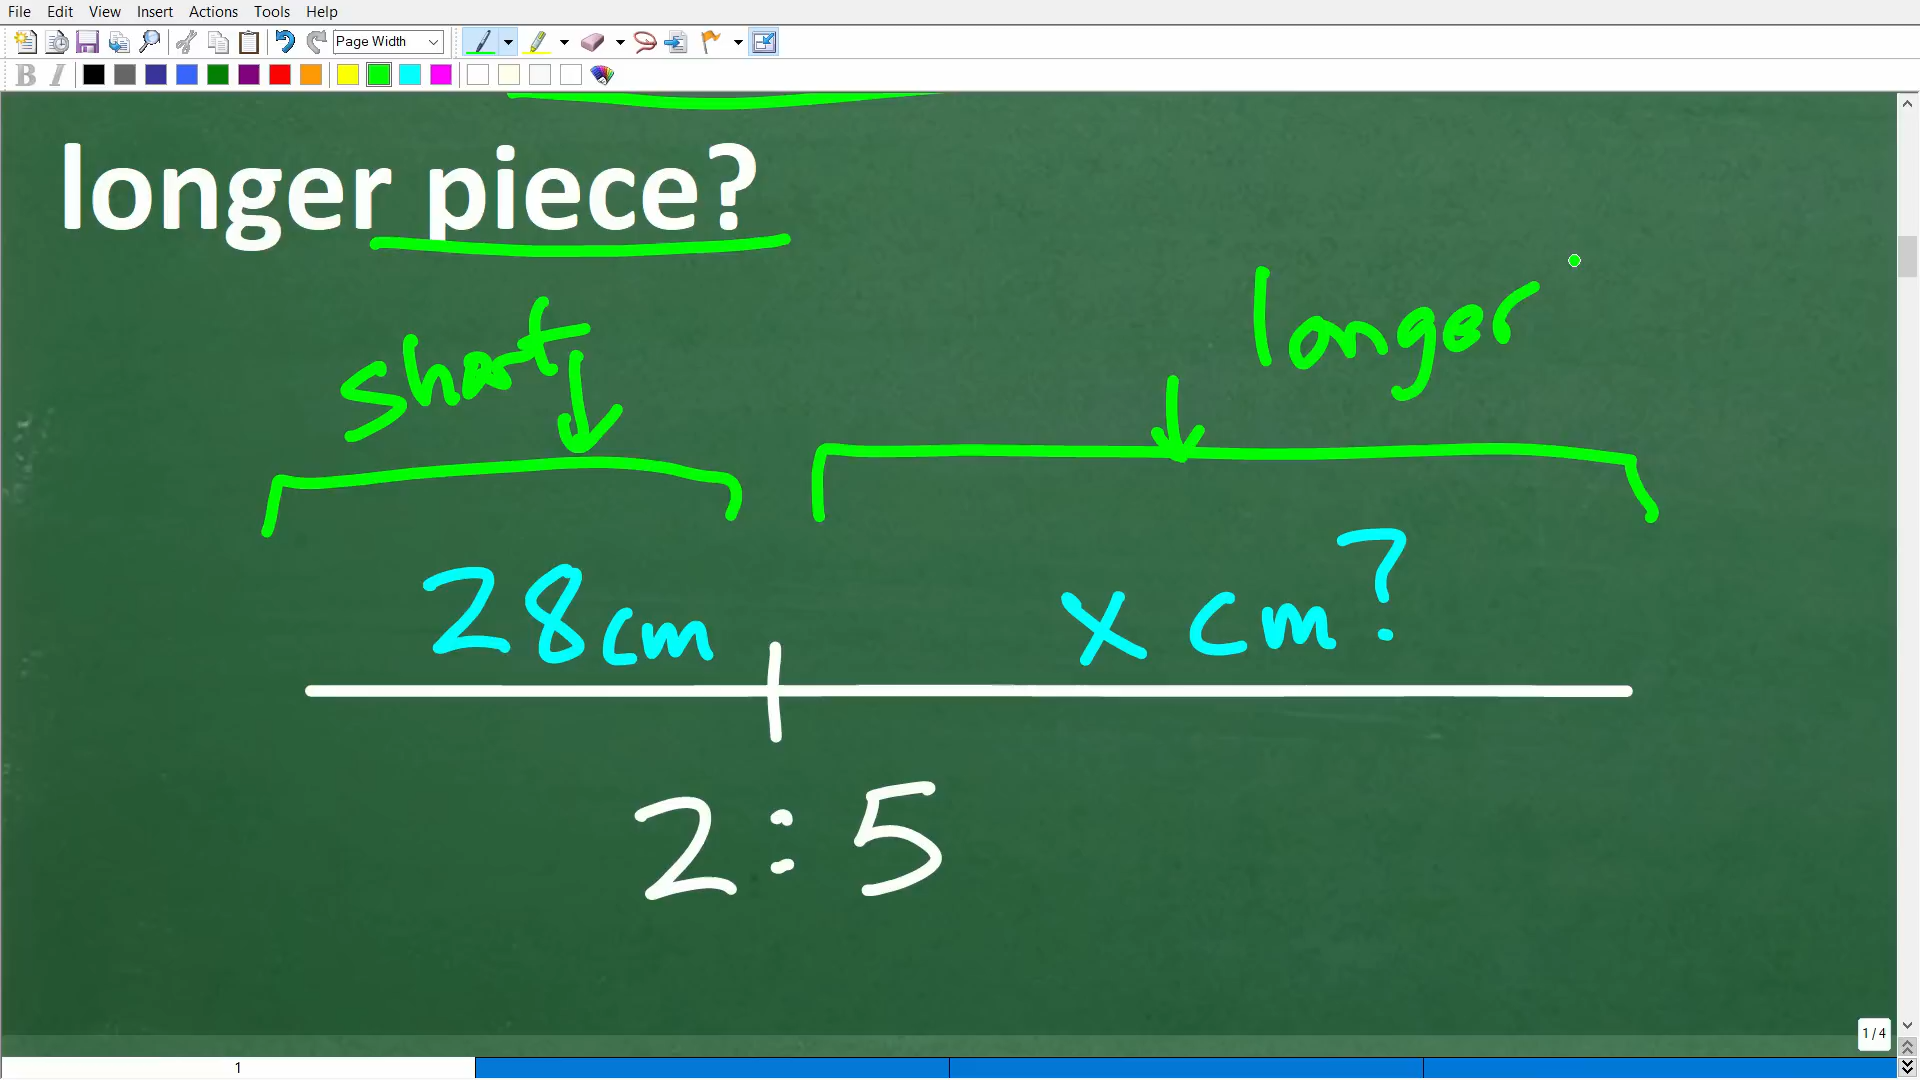 File Edit View Insert Actions Tools Help
Page Width
B I
longer piece?
short
longer
28cm
x cm?
2:5
1 / 4
1